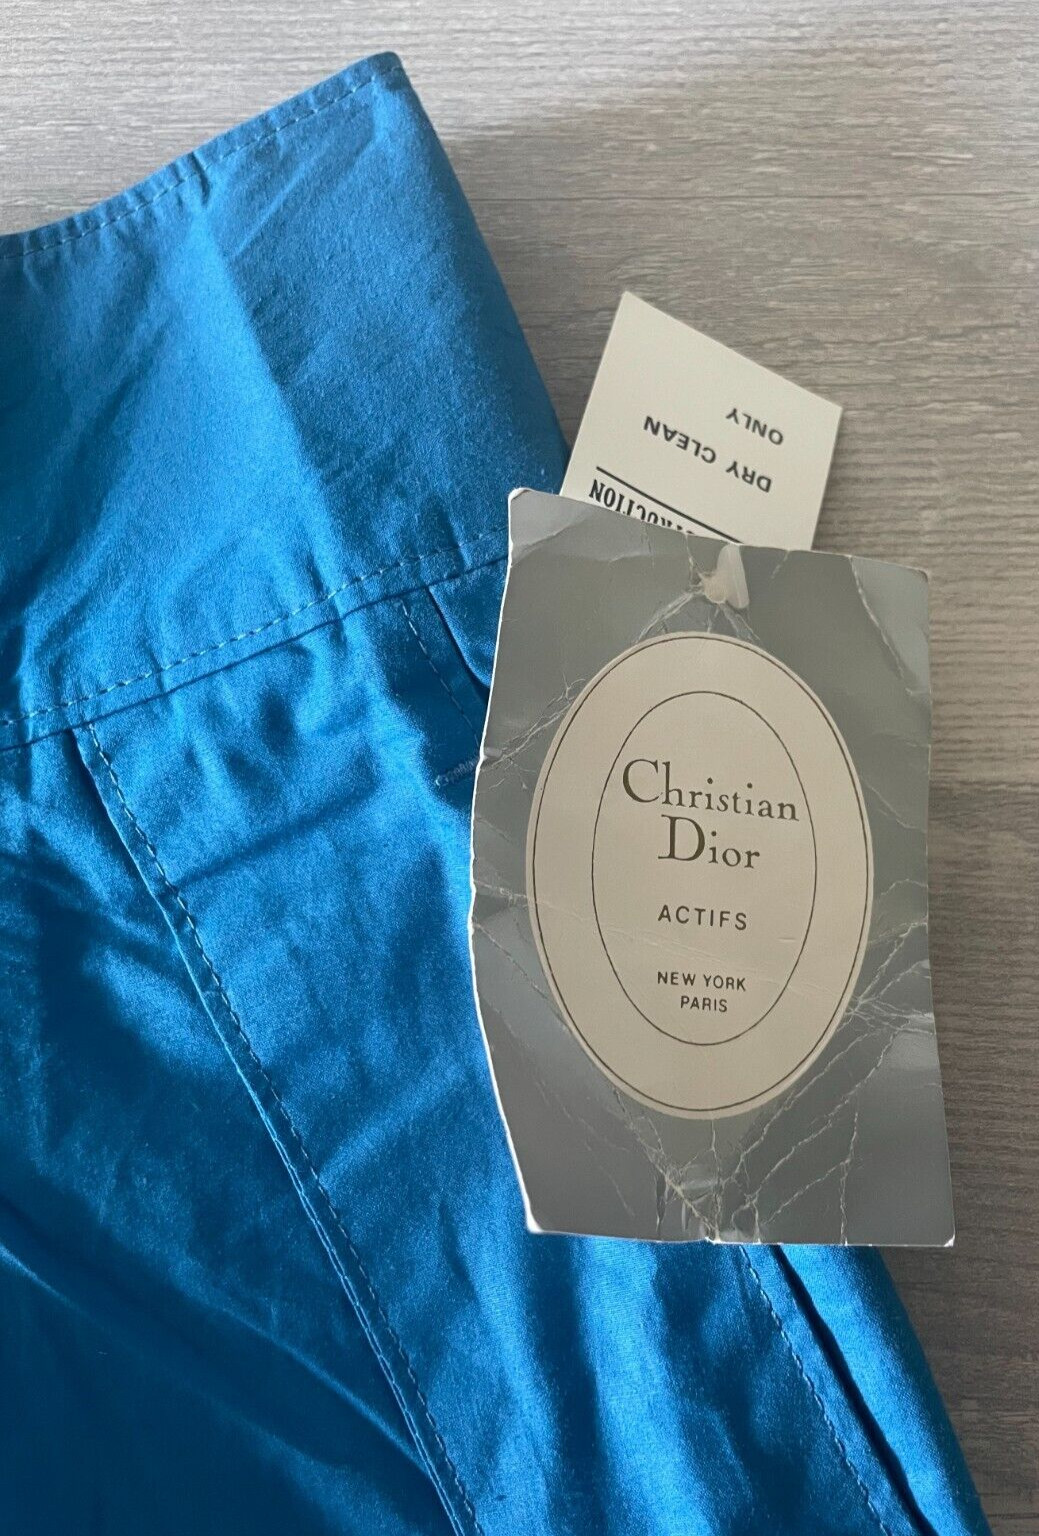 Christian
Dior
ACTIFS
NEW YORK
PARIS
DRY CLEAN
ONLY